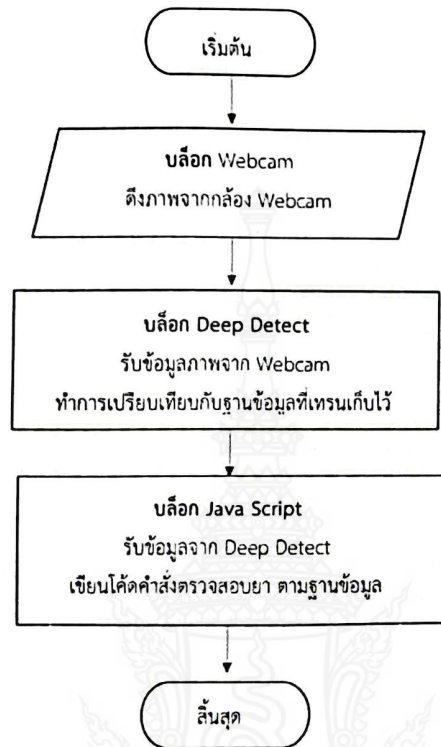 เริ่มต้น
บล็อก Webcam
ดึงภาพจากกล้อง Webcam
บล็อก Deep Detect
รับข้อมูลภาพจาก Webcam
ทำการเปรียบเทียบกับฐานข้อมูลที่เทรนเก็บไว้
บล็อก Java Script
รับข้อมูลจาก Deep Detect
เขียนโค้ดคำสั่งตรวจสอบยา ตามฐานข้อมูล
สิ้นสุด